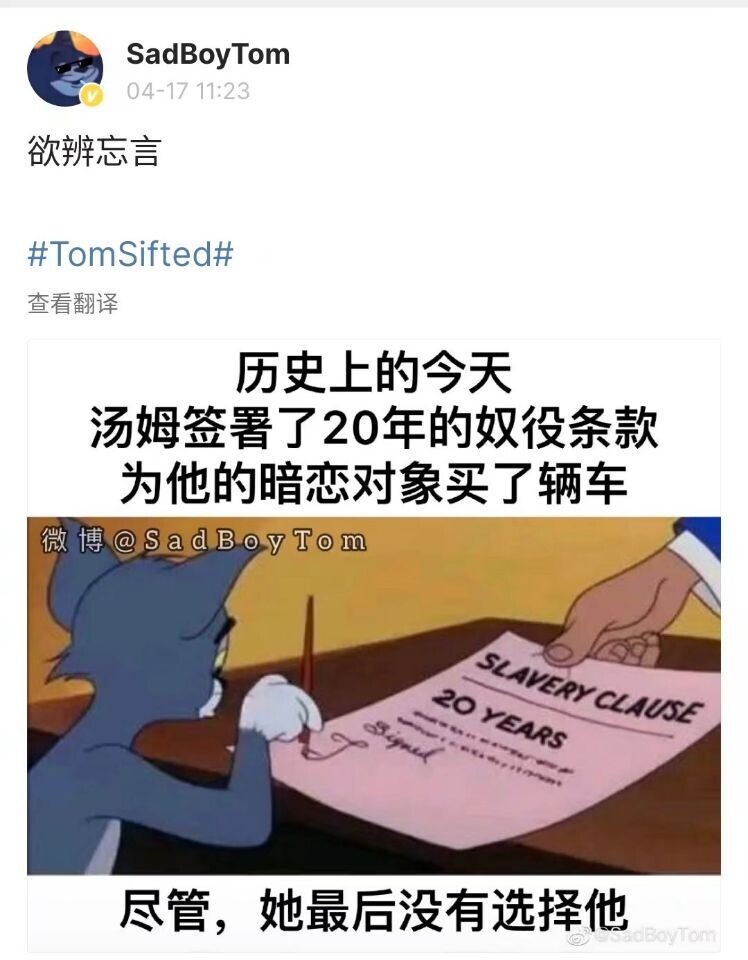 SadBoyTom
04-17 11:23
欲辨忘言
#TomSifted#
查看翻译
历史上的今天
汤姆签署了20年的奴役条款
为他的暗恋对象买了辆车
微博@SadBoyTom
SLAVERY CLAUSE
20 YEARS
Signed
尽管，她最后没有选择他
@SadBoyTom